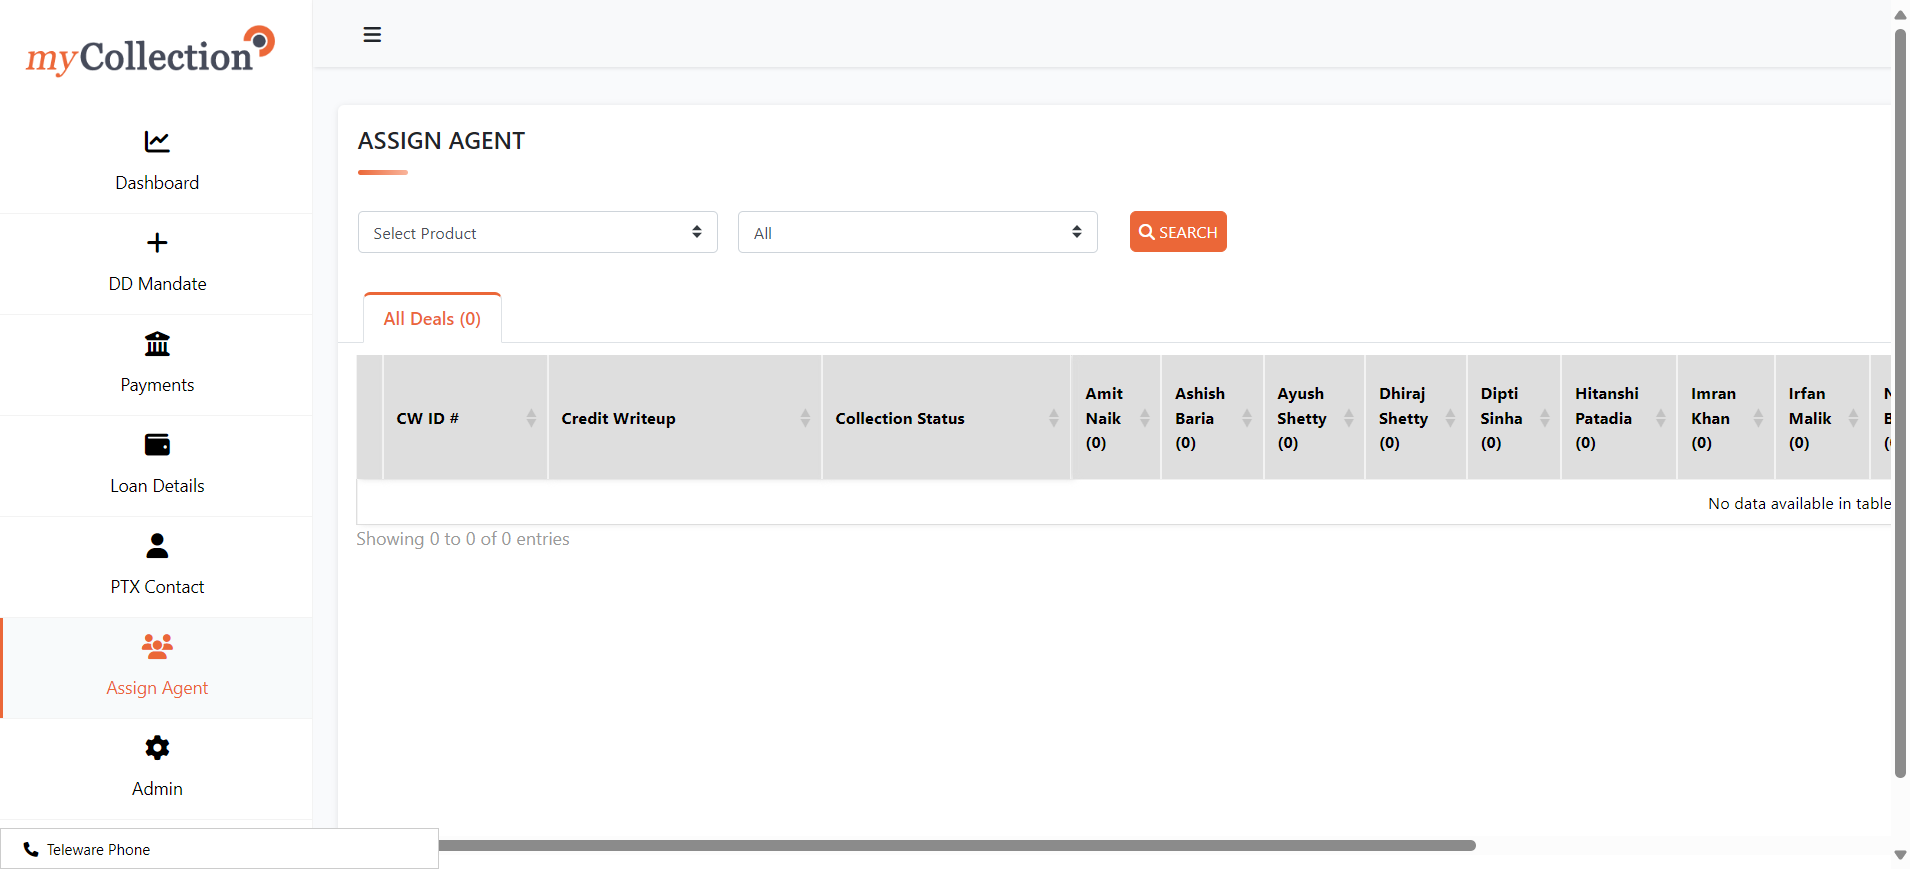 myCollection
Dashboard
DD Mandate
Payments
Loan Details
PTX Contact
Assign Agent
Admin
Teleware Phone
ASSIGN AGENT
Select Product
All
SEARCH
All Deals (0)
CW ID #
Credit Writeup
Collection Status
Amit Naik (0)
Ashish Baria (0)
Ayush Shetty (0)
Dhiraj Shetty (0)
Dipti Sinha (0)
Hitanshi Patadia (0)
Imran Khan (0)
Irfan Malik (0)
No data available in table
Showing 0 to 0 of 0 entries